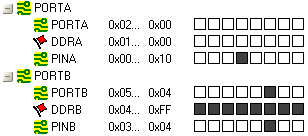 PORTA
PORTA 0x02... 0x00
DDRA 0x01... 0x00
PINA 0x00... 0x10
PORTB
PORTB 0x05... 0x04
DDRB 0x04... 0xFF
PINB 0x03... 0x04